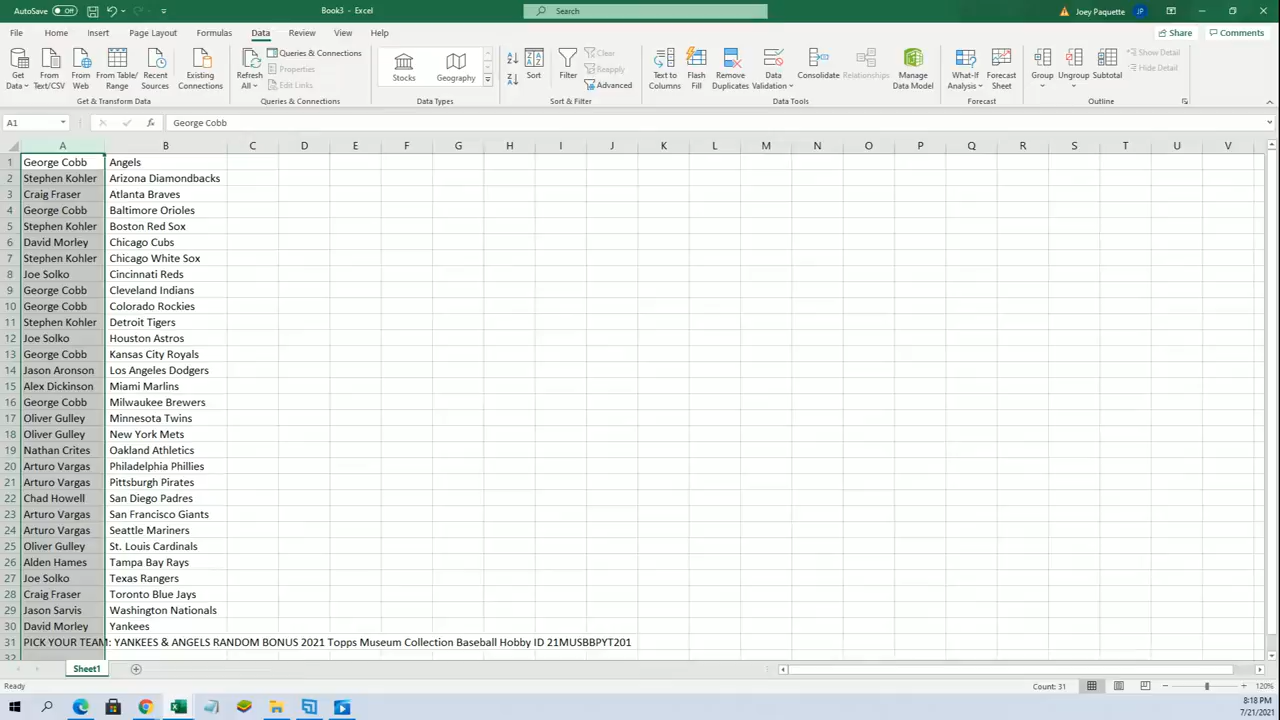 AutoSave Off Book3 - Excel Search Joey Paquette JP
File Home Insert Page Layout Formulas Data Review View Help Share Comments
Get Data From Text/CSV From Web From Table/Range Recent Sources Existing Connections
Get & Transform Data
Refresh All Queries & Connections Properties Edit Links
Queries & Connections
Stocks Geography
Data Types
Sort Filter Clear Reapply Advanced
Sort & Filter
Text to Columns Flash Fill Remove Duplicates Data Validation Consolidate Relationships Manage Data Model
Data Tools
What-If Analysis Forecast Sheet
Forecast
Group Ungroup Subtotal Show Detail Hide Detail
Outline
A1 fx George Cobb
A B C D E F G H I J K L M N O P Q R S T U V
1 George Cobb Angels
2 Stephen Kohler Arizona Diamondbacks
3 Craig Fraser Atlanta Braves
4 George Cobb Baltimore Orioles
5 Stephen Kohler Boston Red Sox
6 David Morley Chicago Cubs
7 Stephen Kohler Chicago White Sox
8 Joe Solko Cincinnati Reds
9 George Cobb Cleveland Indians
10 George Cobb Colorado Rockies
11 Stephen Kohler Detroit Tigers
12 Joe Solko Houston Astros
13 George Cobb Kansas City Royals
14 Jason Aronson Los Angeles Dodgers
15 Alex Dickinson Miami Marlins
16 George Cobb Milwaukee Brewers
17 Oliver Gulley Minnesota Twins
18 Oliver Gulley New York Mets
19 Nathan Crites Oakland Athletics
20 Arturo Vargas Philadelphia Phillies
21 Arturo Vargas Pittsburgh Pirates
22 Chad Howell San Diego Padres
23 Arturo Vargas San Francisco Giants
24 Arturo Vargas Seattle Mariners
25 Oliver Gulley St. Louis Cardinals
26 Alden Hames Tampa Bay Rays
27 Joe Solko Texas Rangers
28 Craig Fraser Toronto Blue Jays
29 Jason Sarvis Washington Nationals
30 David Morley Yankees
31 PICK YOUR TEAM: YANKEES & ANGELS RANDOM BONUS 2021 Topps Museum Collection Baseball Hobby ID 21MUSBBPYT201
32
Sheet1
Ready Count: 31 120%
8:18 PM
7/21/2021